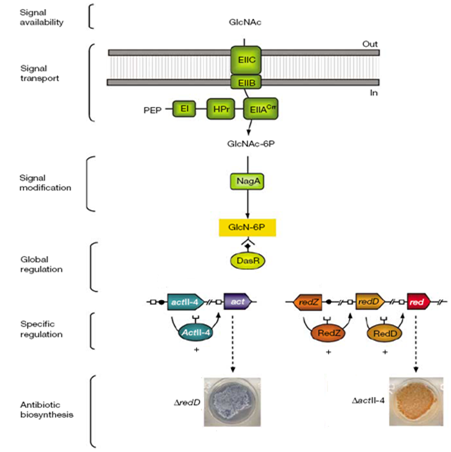 Signal
availability
GlcNAc
Out
Signal
transport
EIIC
EIIB
In
PEP
EI
HPr
EIIACrr
GlcNAc-6P
Signal
modification
NagA
GlcN-6P
Global
regulation
DasR
actII-4
act
redZ
redD
red
Specific
regulation
ActII-4
RedZ
RedD
+
+
+
Antibiotic
biosynthesis
ΔredD
ΔactII-4